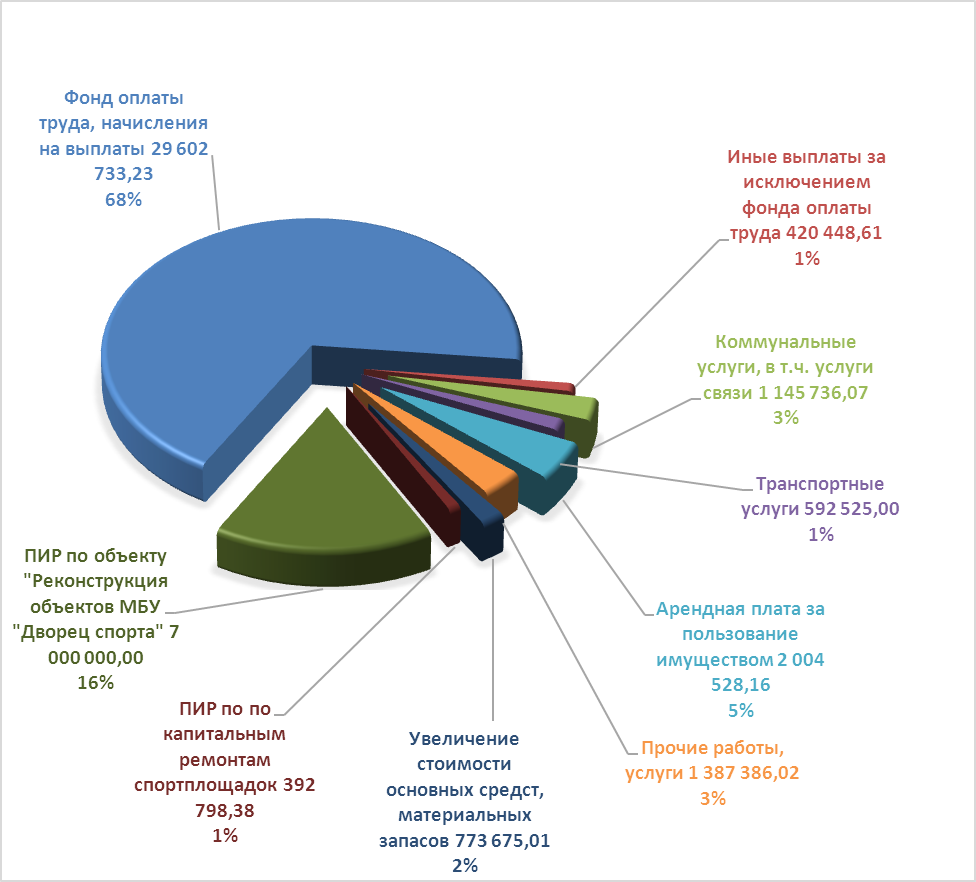 Фонд оплаты
труда, начисления
на выплаты 29 602
733,23
68%
Иные выплаты за
исключением
фонда оплаты
труда 420 448,61
1%
Коммунальные
услуги, в т.ч. услуги
связи 1 145 736,07
3%
Транспортные
услуги 592 525,00
1%
Арендная плата за
пользование
имуществом 2 004
528,16
5%
Прочие работы,
услуги 1 387 386,02
3%
Увеличение
стоимости
основных средст,
материальных
запасов 773 675,01
2%
ПИР по по
капитальным
ремонтам
спортплощадок 392
798,38
1%
ПИР по объекту
"Реконструкция
объектов МБУ
"Дворец спорта" 7
000 000,00
16%